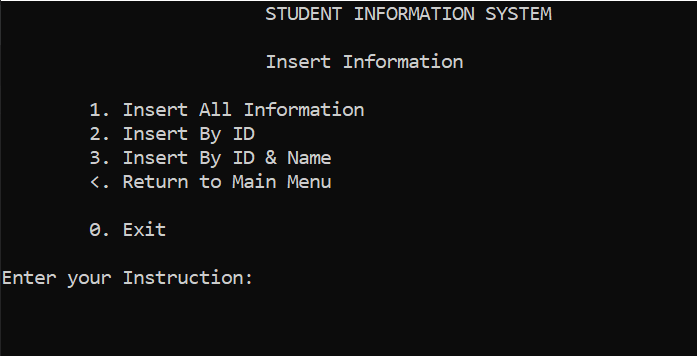 STUDENT INFORMATION SYSTEM
Insert Information
1. Insert All Information
2. Insert By ID
3. Insert By ID & Name
<. Return to Main Menu
0. Exit
Enter your Instruction: